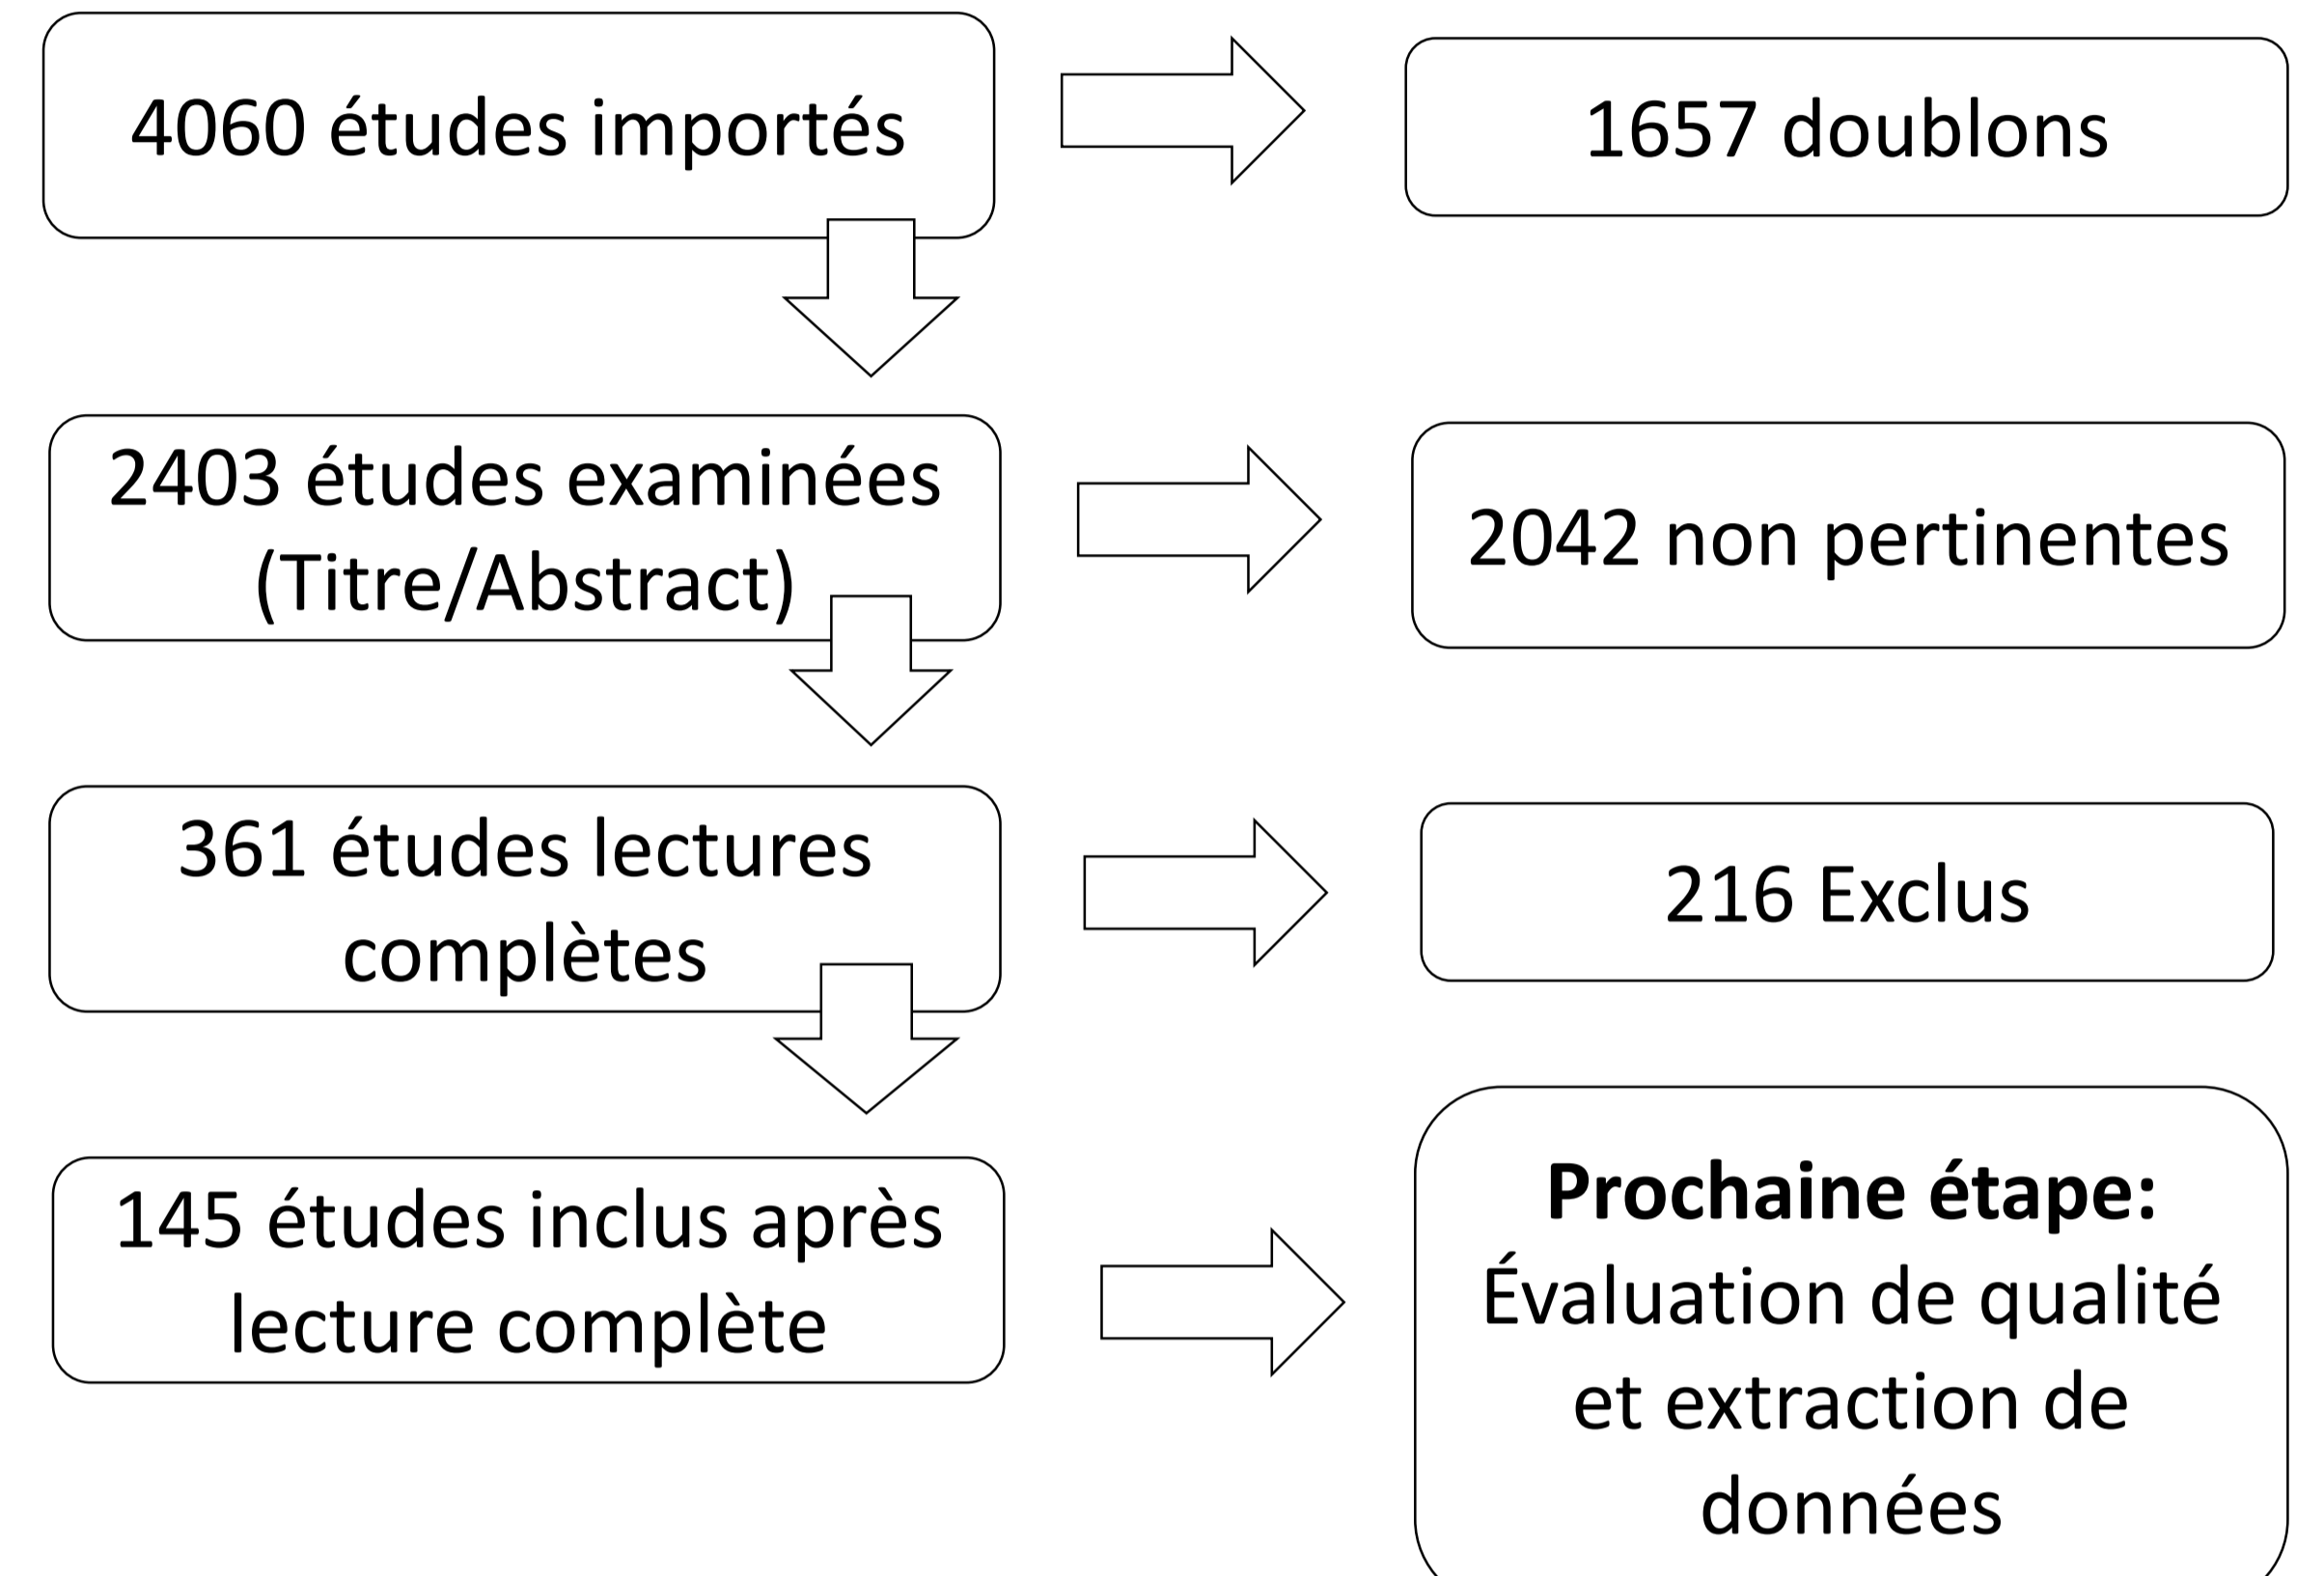 4060 études importés
1657 doublons
2403 études examinées
(Titre/Abstract)
2042 non pertinentes
361 études lectures
complètes
216 Exclus
145 études inclus après
lecture complète
Prochaine étape:
Évaluation de qualité
et extraction de
données